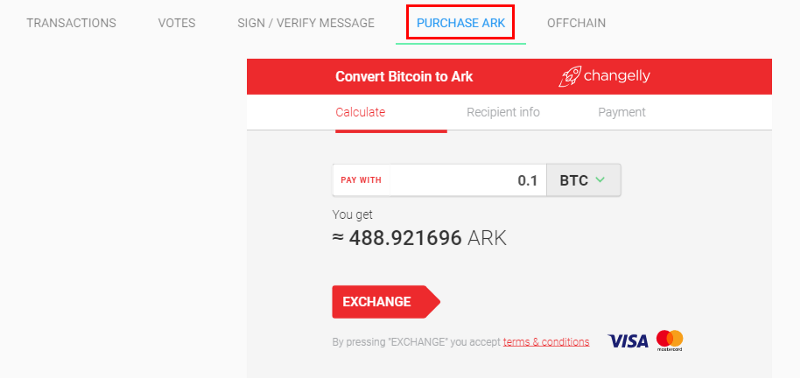 TRANSACTIONS VOTES SIGN / VERIFY MESSAGE PURCHASE ARK OFFCHAIN
Convert Bitcoin to Ark changelly
Calculate Recipient info Payment
PAY WITH 0.1 BTC
You get
≈ 488.921696 ARK
EXCHANGE
By pressing "EXCHANGE" you accept terms & conditions VISA mastercard